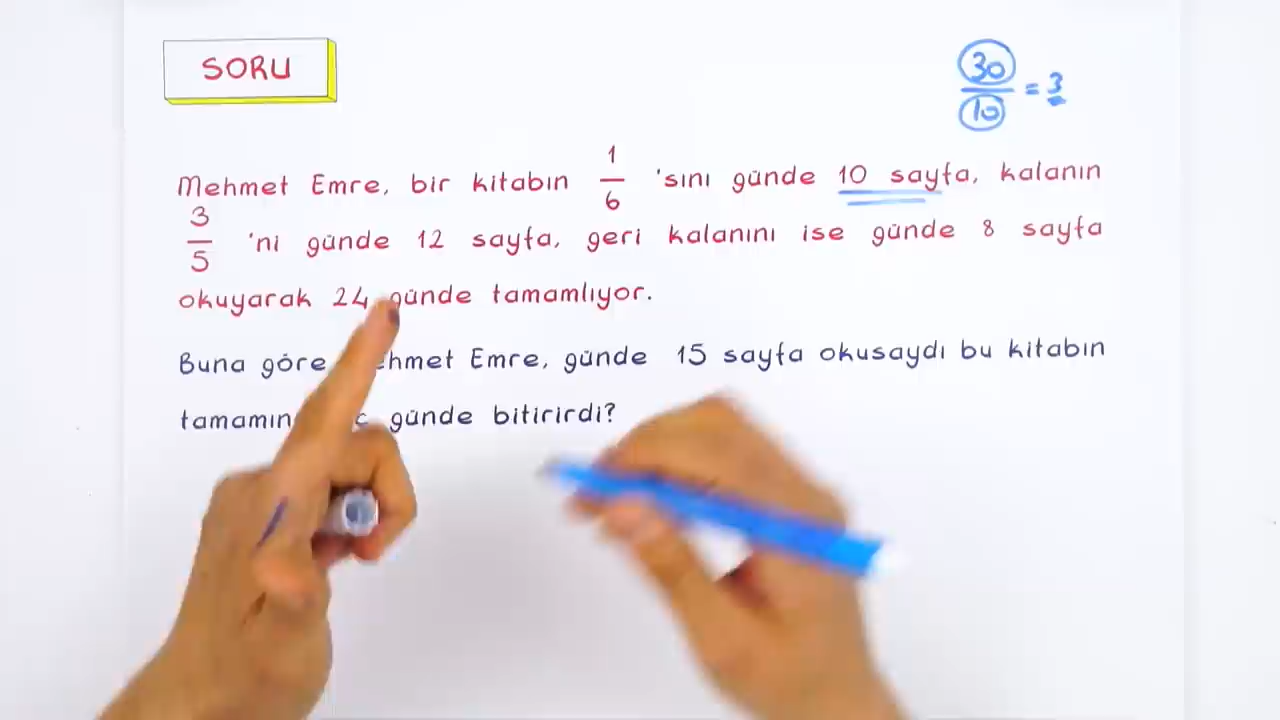 SORU
30
10 = 3
Mehmet Emre, bir kitabın 1/6 'sını günde 10 sayfa, kalanın
3/5 'ni günde 12 sayfa, geri kalanını ise günde 8 sayfa
okuyarak 24 günde tamamlıyor.
Buna göre Emre, günde 15 sayfa okusaydı bu kitabın
günde bitirirdi?